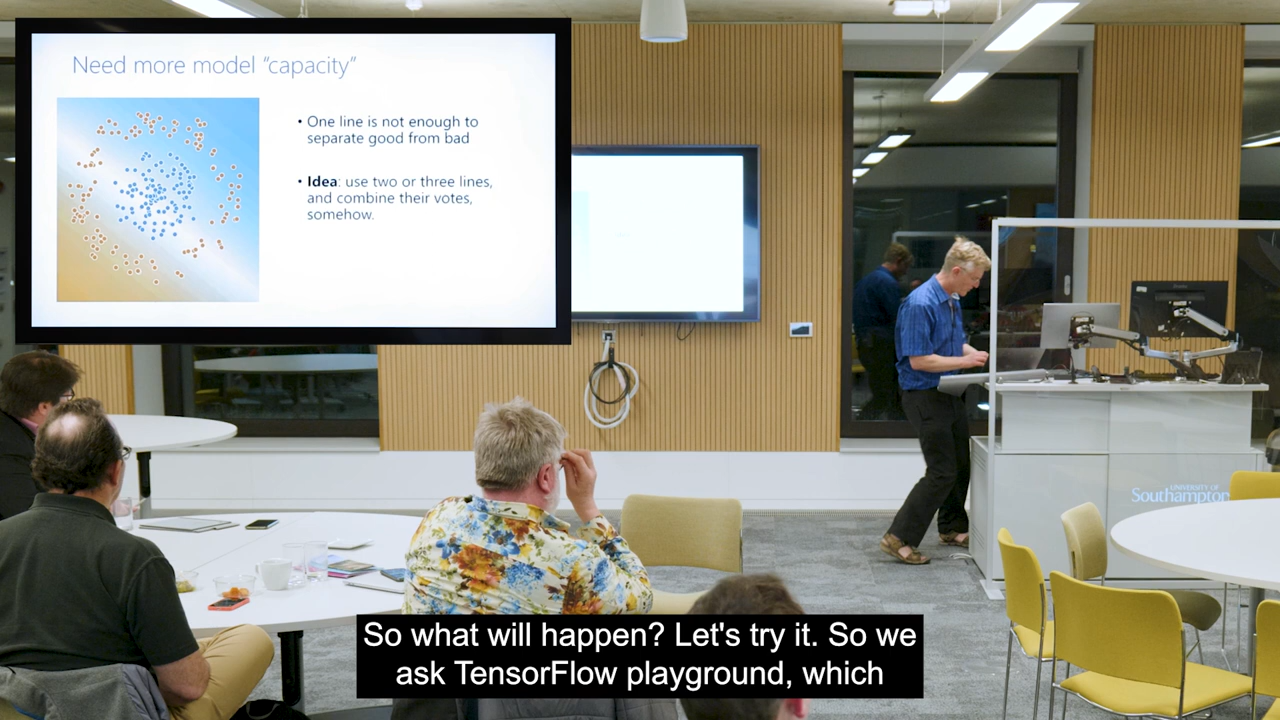 Need more model “capacity”
• One line is not enough to
separate good from bad
• Idea: use two or three lines,
and combine their votes,
somehow.
UNIVERSITY OF
Southampton
So what will happen? Let's try it. So we
ask TensorFlow playground, which